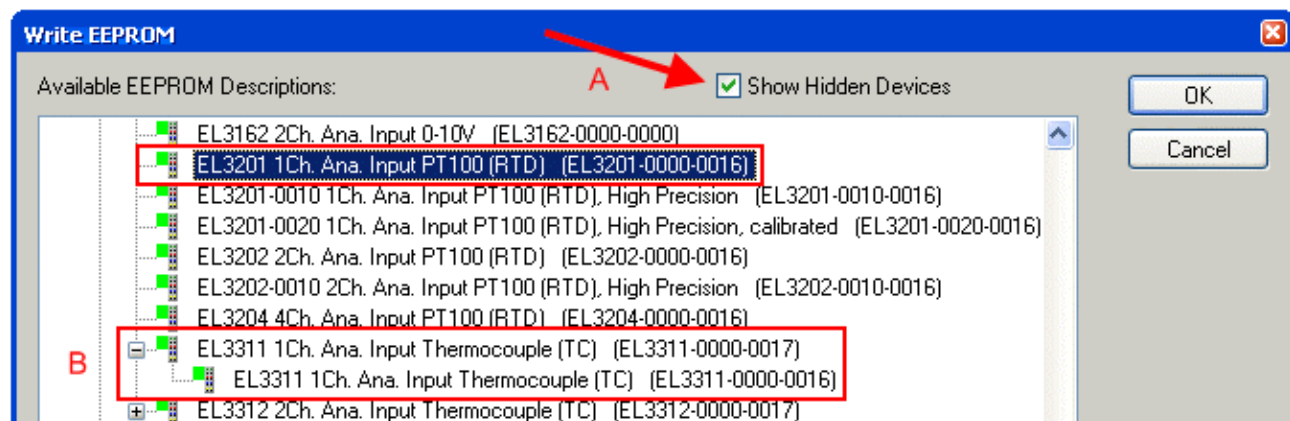 Write EEPROM
Available EEPROM Descriptions:
A
Show Hidden Devices
OK
Cancel
EL3162 2Ch. Ana. Input 0-10V (EL3162-0000-0000)
EL3201 1Ch. Ana. Input PT100 (RTD) (EL3201-0000-0016)
EL3201-0010 1Ch. Ana. Input PT100 (RTD), High Precision (EL3201-0010-0016)
EL3201-0020 1Ch. Ana. Input PT100 (RTD), High Precision, calibrated (EL3201-0020-0016)
EL3202 2Ch. Ana. Input PT100 (RTD) (EL3202-0000-0016)
EL3202-0010 2Ch. Ana. Input PT100 (RTD), High Precision (EL3202-0010-0016)
EL3204 4Ch. Ana. Input PT100 (RTD) (EL3204-0000-0016)
B
EL3311 1Ch. Ana. Input Thermocouple (TC) (EL3311-0000-0017)
EL3311 1Ch. Ana. Input Thermocouple (TC) (EL3311-0000-0016)
EL3312 2Ch. Ana. Input Thermocouple (TC) (EL3312-0000-0017)